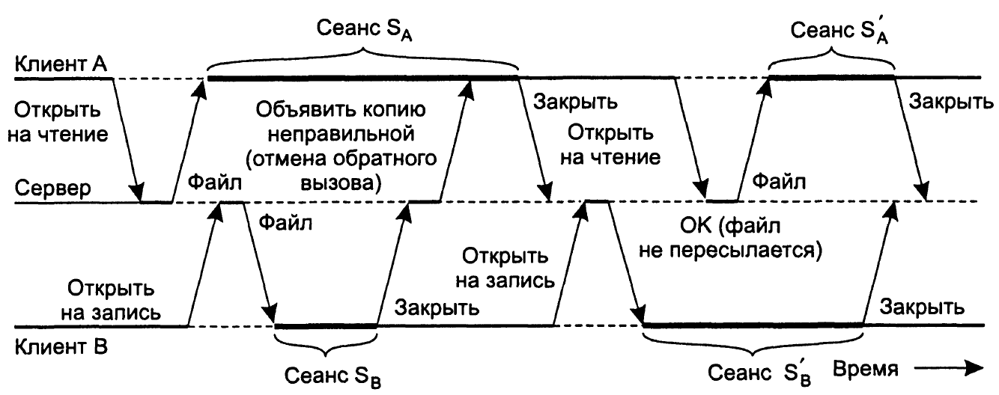 Сеанс S_A
Сеанс S'_A
Клиент А
Открыть
на чтение
Объявить копию
неправильной
(отмена обратного
вызова)
Закрыть
Открыть
на чтение
Закрыть
Сервер
Файл
Файл
Файл
OK (файл
не пересылается)
Открыть
на запись
Закрыть
Открыть
на запись
Закрыть
Клиент В
Сеанс S_B
Сеанс S'_B
Время